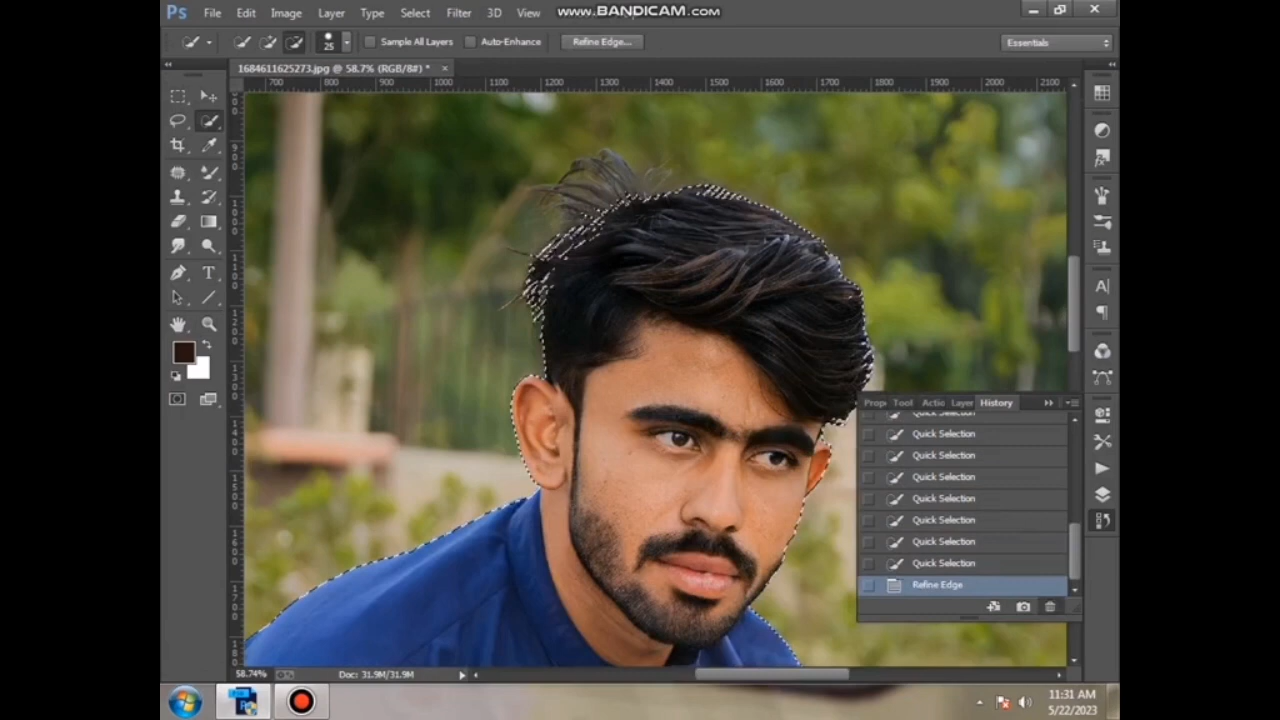 Ps File Edit Image Layer Type Select Filter 3D View www.BANDICAM.com
25 Sample All Layers Auto-Enhance Refine Edge... Essentials
1684611625273.jpg @ 58.7% (RGB/8#) * ×
700 800 900 1000 1100 1200 1300 1400 1500 1600 1700 1800 1900 2000 2100
Prop Tool Actio Layer History
Quick Selection
Quick Selection
Quick Selection
Quick Selection
Quick Selection
Quick Selection
Quick Selection
Quick Selection
Refine Edge
58.74% Doc: 31.9M/31.9M
11:31 AM
5/22/2023